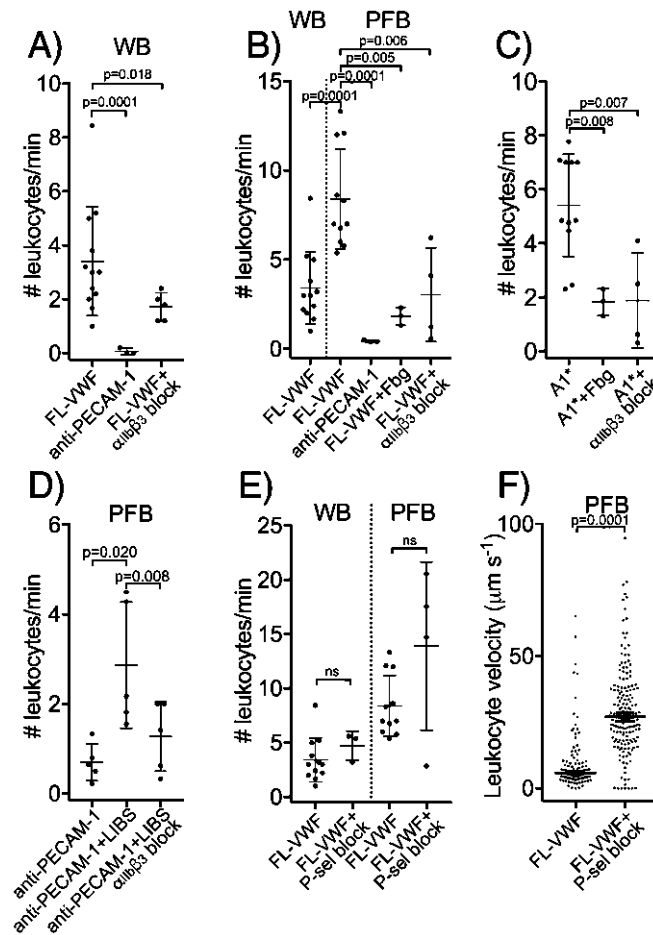 A)
WB
# leukocytes/min
10
8
6
4
2
0
p=0.018
p=0.0001
FL-VWF
anti-PECAM-1
FL-VWF+
αIIbβ3 block
B)
WB
PFB
# leukocytes/min
15
10
5
0
p=0.006
p=0.005
p=0.0001
p=0.0001
FL-VWF
FL-VWF
anti-PECAM-1
FL-VWF+Fbg
FL-VWF+
αIIbβ3 block
C)
# leukocytes/min
10
8
6
4
2
0
p=0.007
p=0.008
A1*
A1*+Fbg
A1*+
αIIbβ3 block
D)
PFB
# leukocytes/min
6
4
2
0
p=0.020
p=0.008
anti-PECAM-1
anti-PECAM-1+LIBS
anti-PECAM-1+LIBS
αIIbβ3 block
E)
WB
PFB
# leukocytes/min
25
20
15
10
5
0
ns
ns
FL-VWF
FL-VWF+
P-sel block
FL-VWF
FL-VWF+
P-sel block
F)
PFB
p=0.0001
Leukocyte velocity (μm s⁻¹)
100
50
0
FL-VWF
FL-VWF+
P-sel block